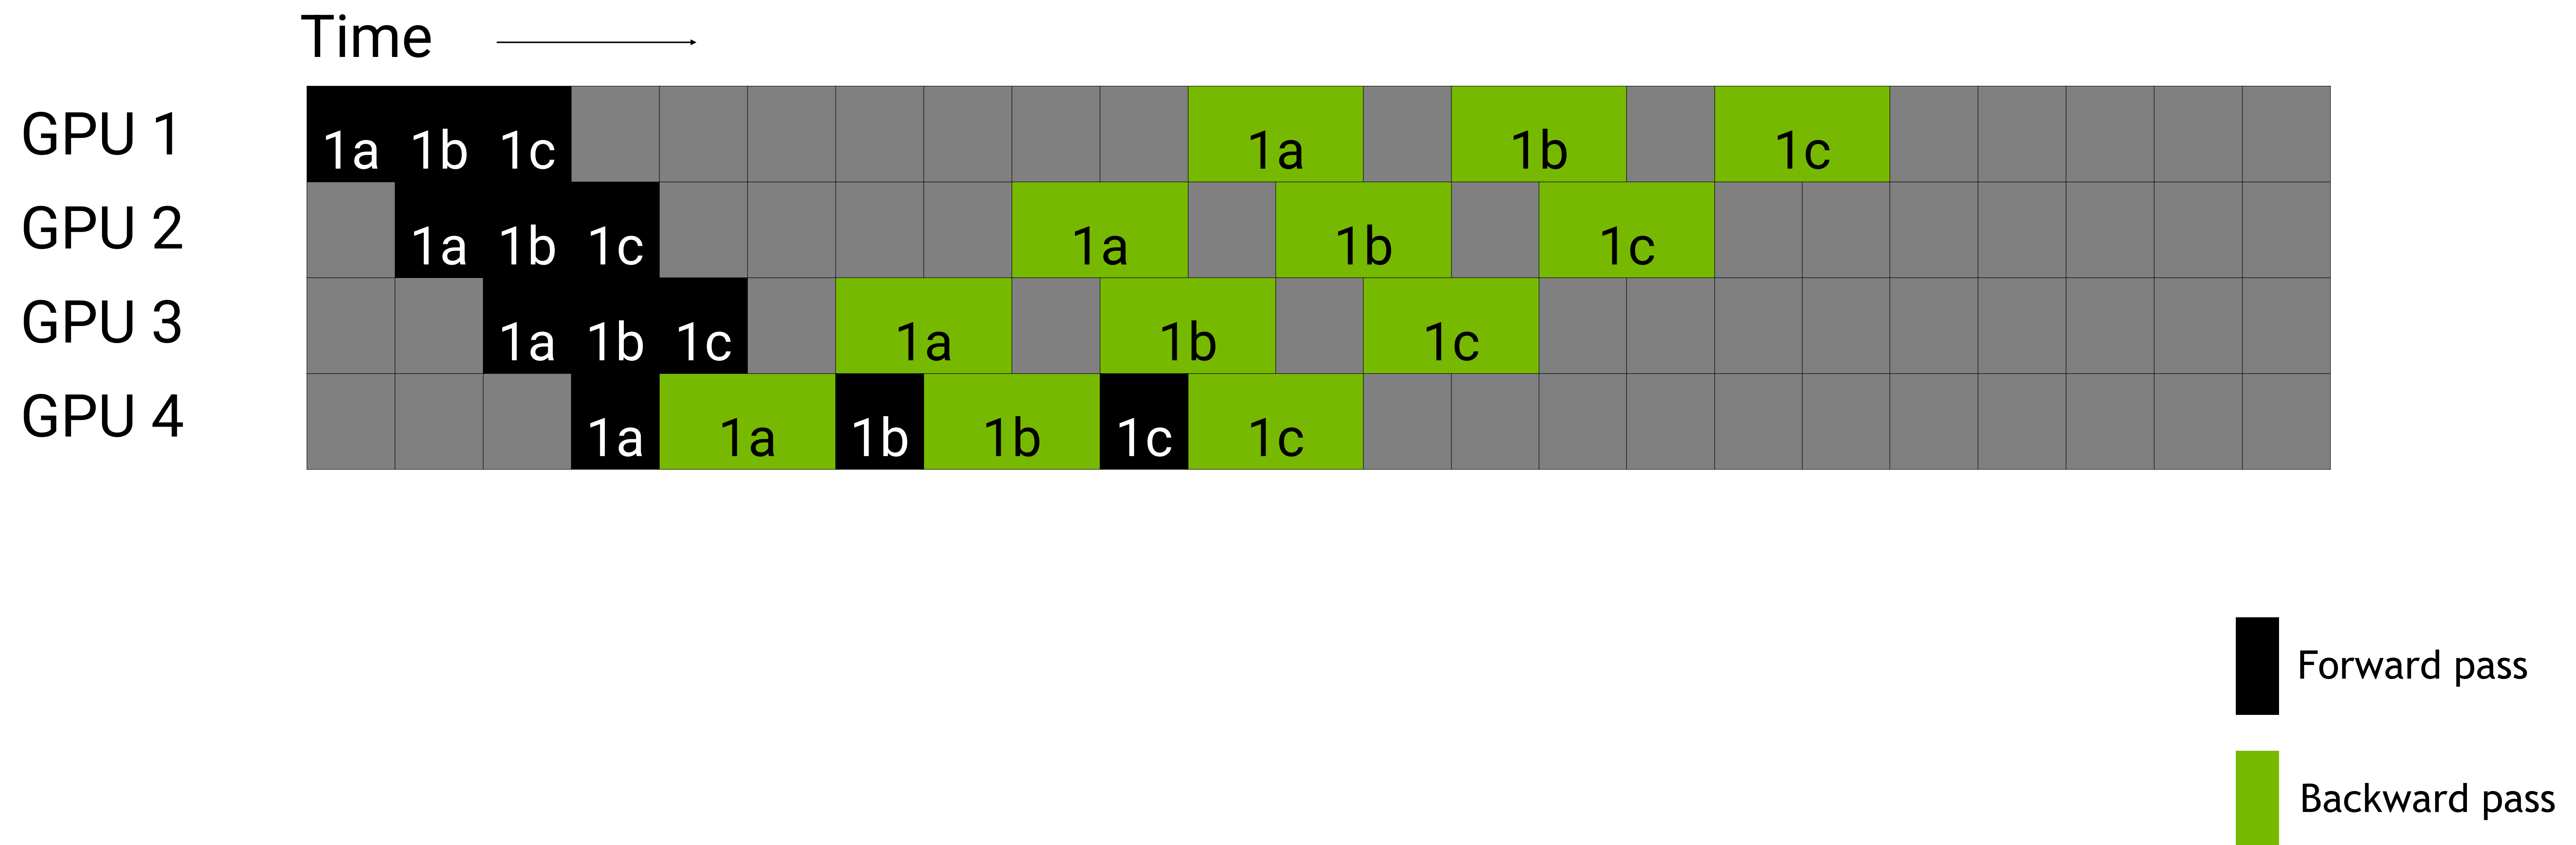 Time
GPU 1 1a 1b 1c 1a 1b 1c
GPU 2 1a 1b 1c 1a 1b 1c
GPU 3 1a 1b 1c 1a 1b 1c
GPU 4 1a 1a 1b 1b 1c 1c
Forward pass
Backward pass